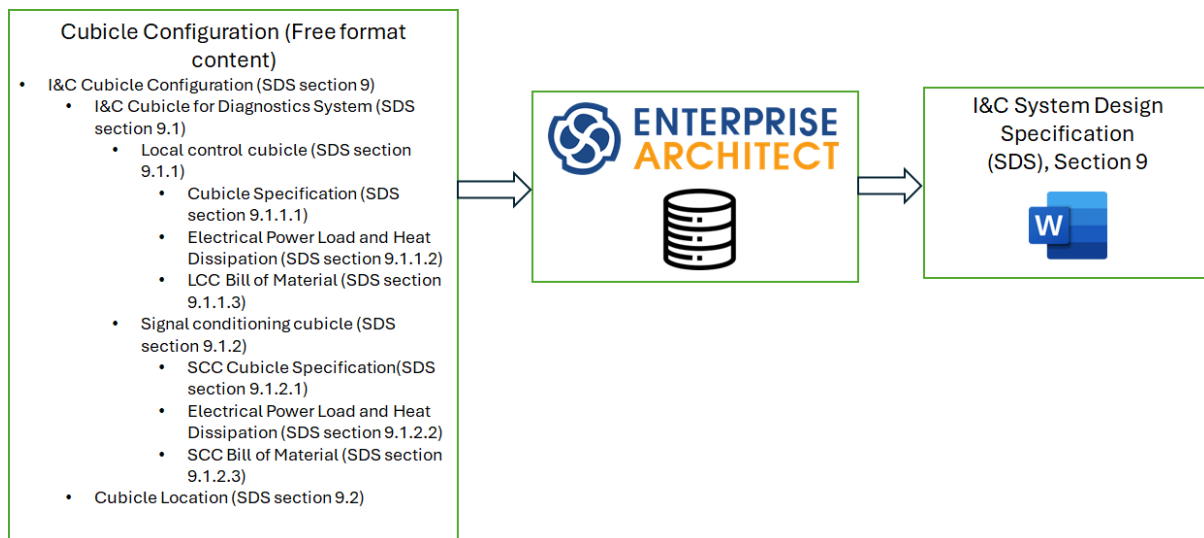 Cubicle Configuration (Free format
content)
• I&C Cubicle Configuration (SDS section 9)
• I&C Cubicle for Diagnostics System (SDS
section 9.1)
• Local control cubicle (SDS section
9.1.1)
• Cubicle Specification (SDS
section 9.1.1.1)
• Electrical Power Load and Heat
Dissipation (SDS section 9.1.1.2)
• LCC Bill of Material (SDS section
9.1.1.3)
• Signal conditioning cubicle (SDS
section 9.1.2)
• SCC Cubicle Specification(SDS
section 9.1.2.1)
• Electrical Power Load and Heat
Dissipation (SDS section 9.1.2.2)
• SCC Bill of Material (SDS section
9.1.2.3)
• Cubicle Location (SDS section 9.2)
ENTERPRISE
ARCHITECT
I&C System Design
Specification
(SDS), Section 9
W